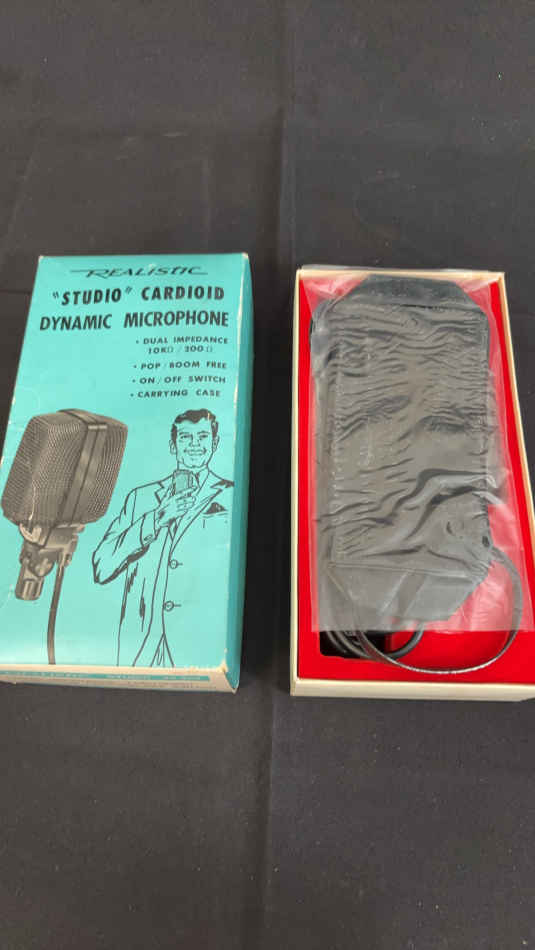 REALISTIC
"STUDIO" CARDIOID
DYNAMIC MICROPHONE
• DUAL IMPEDANCE
10KΩ / 200Ω
• POP / BOOM FREE
• ON / OFF SWITCH
• CARRYING CASE